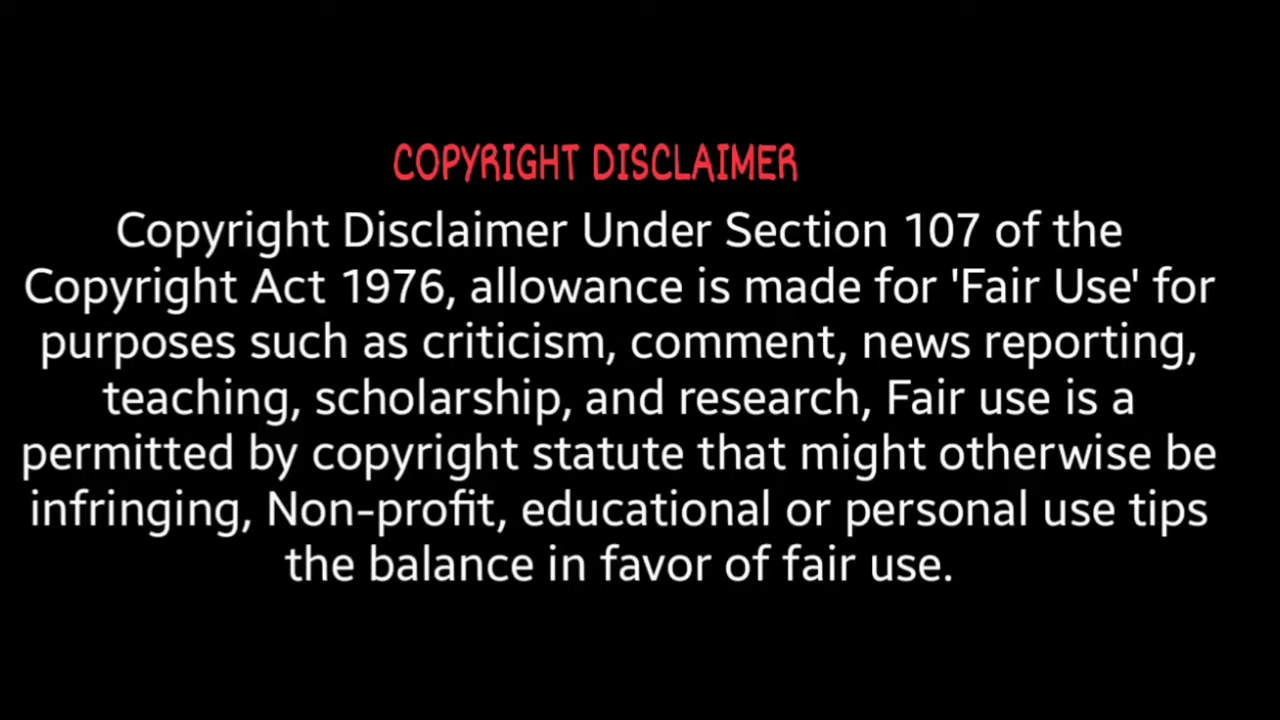 COPYRIGHT DISCLAIMER
Copyright Disclaimer Under Section 107 of the
Copyright Act 1976, allowance is made for 'Fair Use' for
purposes such as criticism, comment, news reporting,
teaching, scholarship, and research, Fair use is a
permitted by copyright statute that might otherwise be
infringing, Non-profit, educational or personal use tips
the balance in favor of fair use.